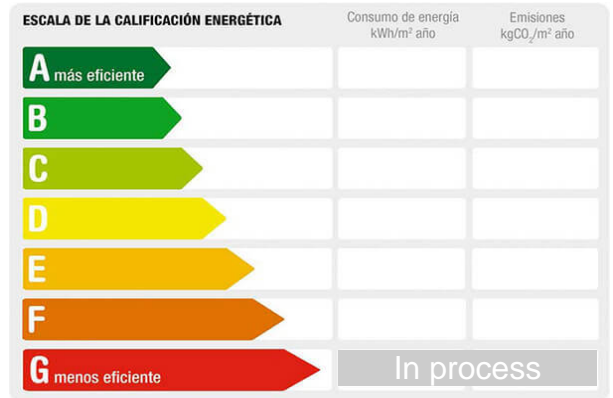 ESCALA DE LA CALIFICACIÓN ENERGÉTICA
Consumo de energía
kWh/m² año
Emisiones
kgCO₂/m² año
A más eficiente
B
C
D
E
F
G menos eficiente
In process